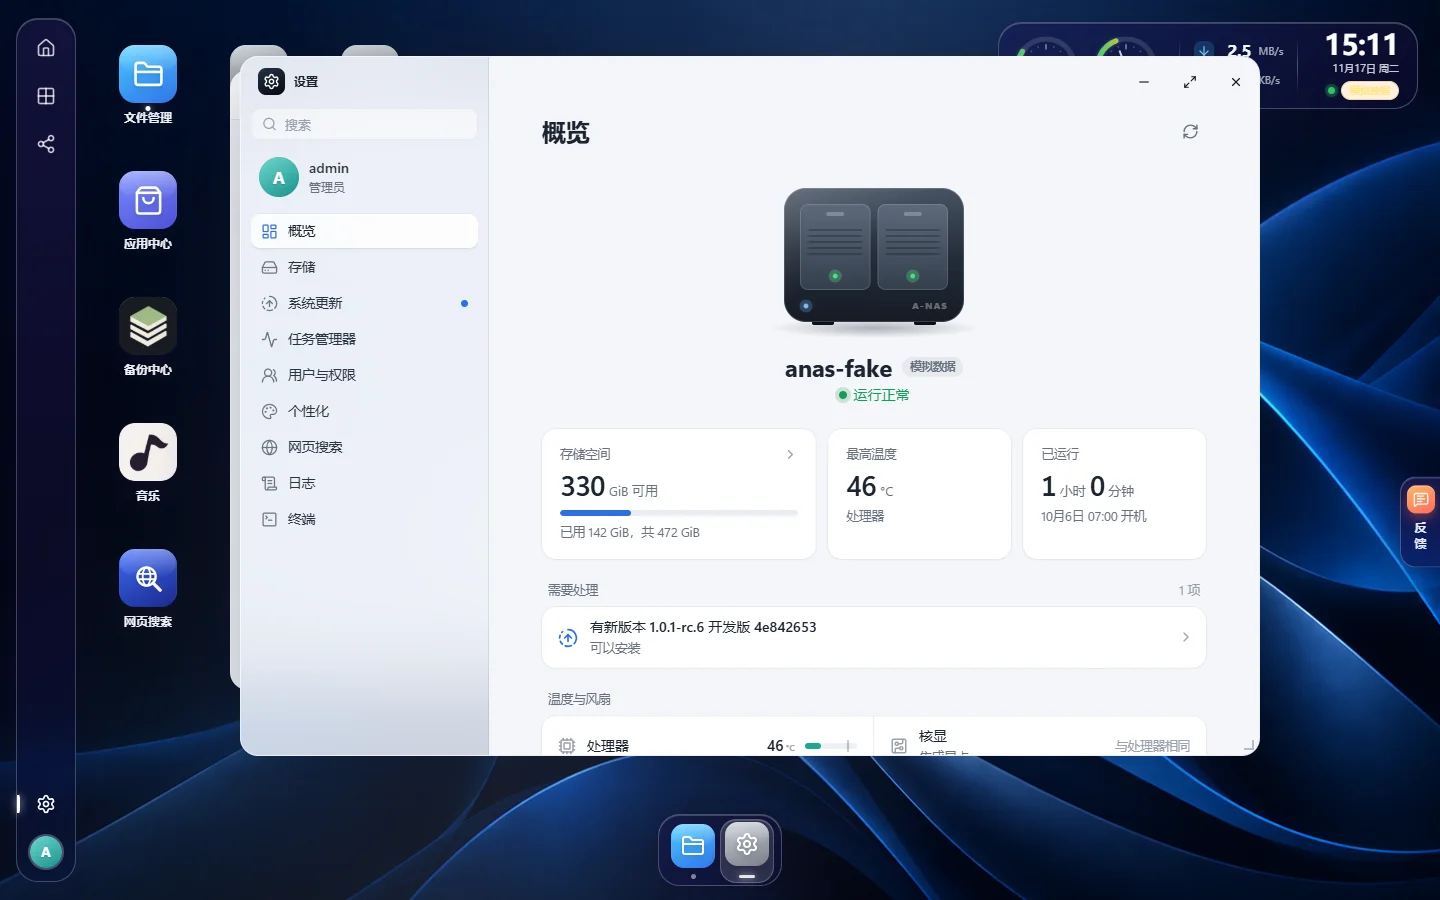 文件管理
应用中心
备份中心
音乐
网页搜索
设置
搜索
A
admin
管理员
概览
存储
系统更新
任务管理器
用户与权限
个性化
网页搜索
日志
终端
概览
A-NAS
anas-fake 模拟数据
运行正常
存储空间
330 GiB 可用
已用 142 GiB，共 472 GiB
最高温度
46 °C
处理器
已运行
1 小时 0 分钟
10月6日 07:00 开机
需要处理
1 项
有新版本 1.0.1-rc.6 开发版 4e842653
可以安装
温度与风扇
处理器
46 °C
核显
与处理器相同
2.5 MB/s
KB/s
15:11
11月17日 周二
反馈
A